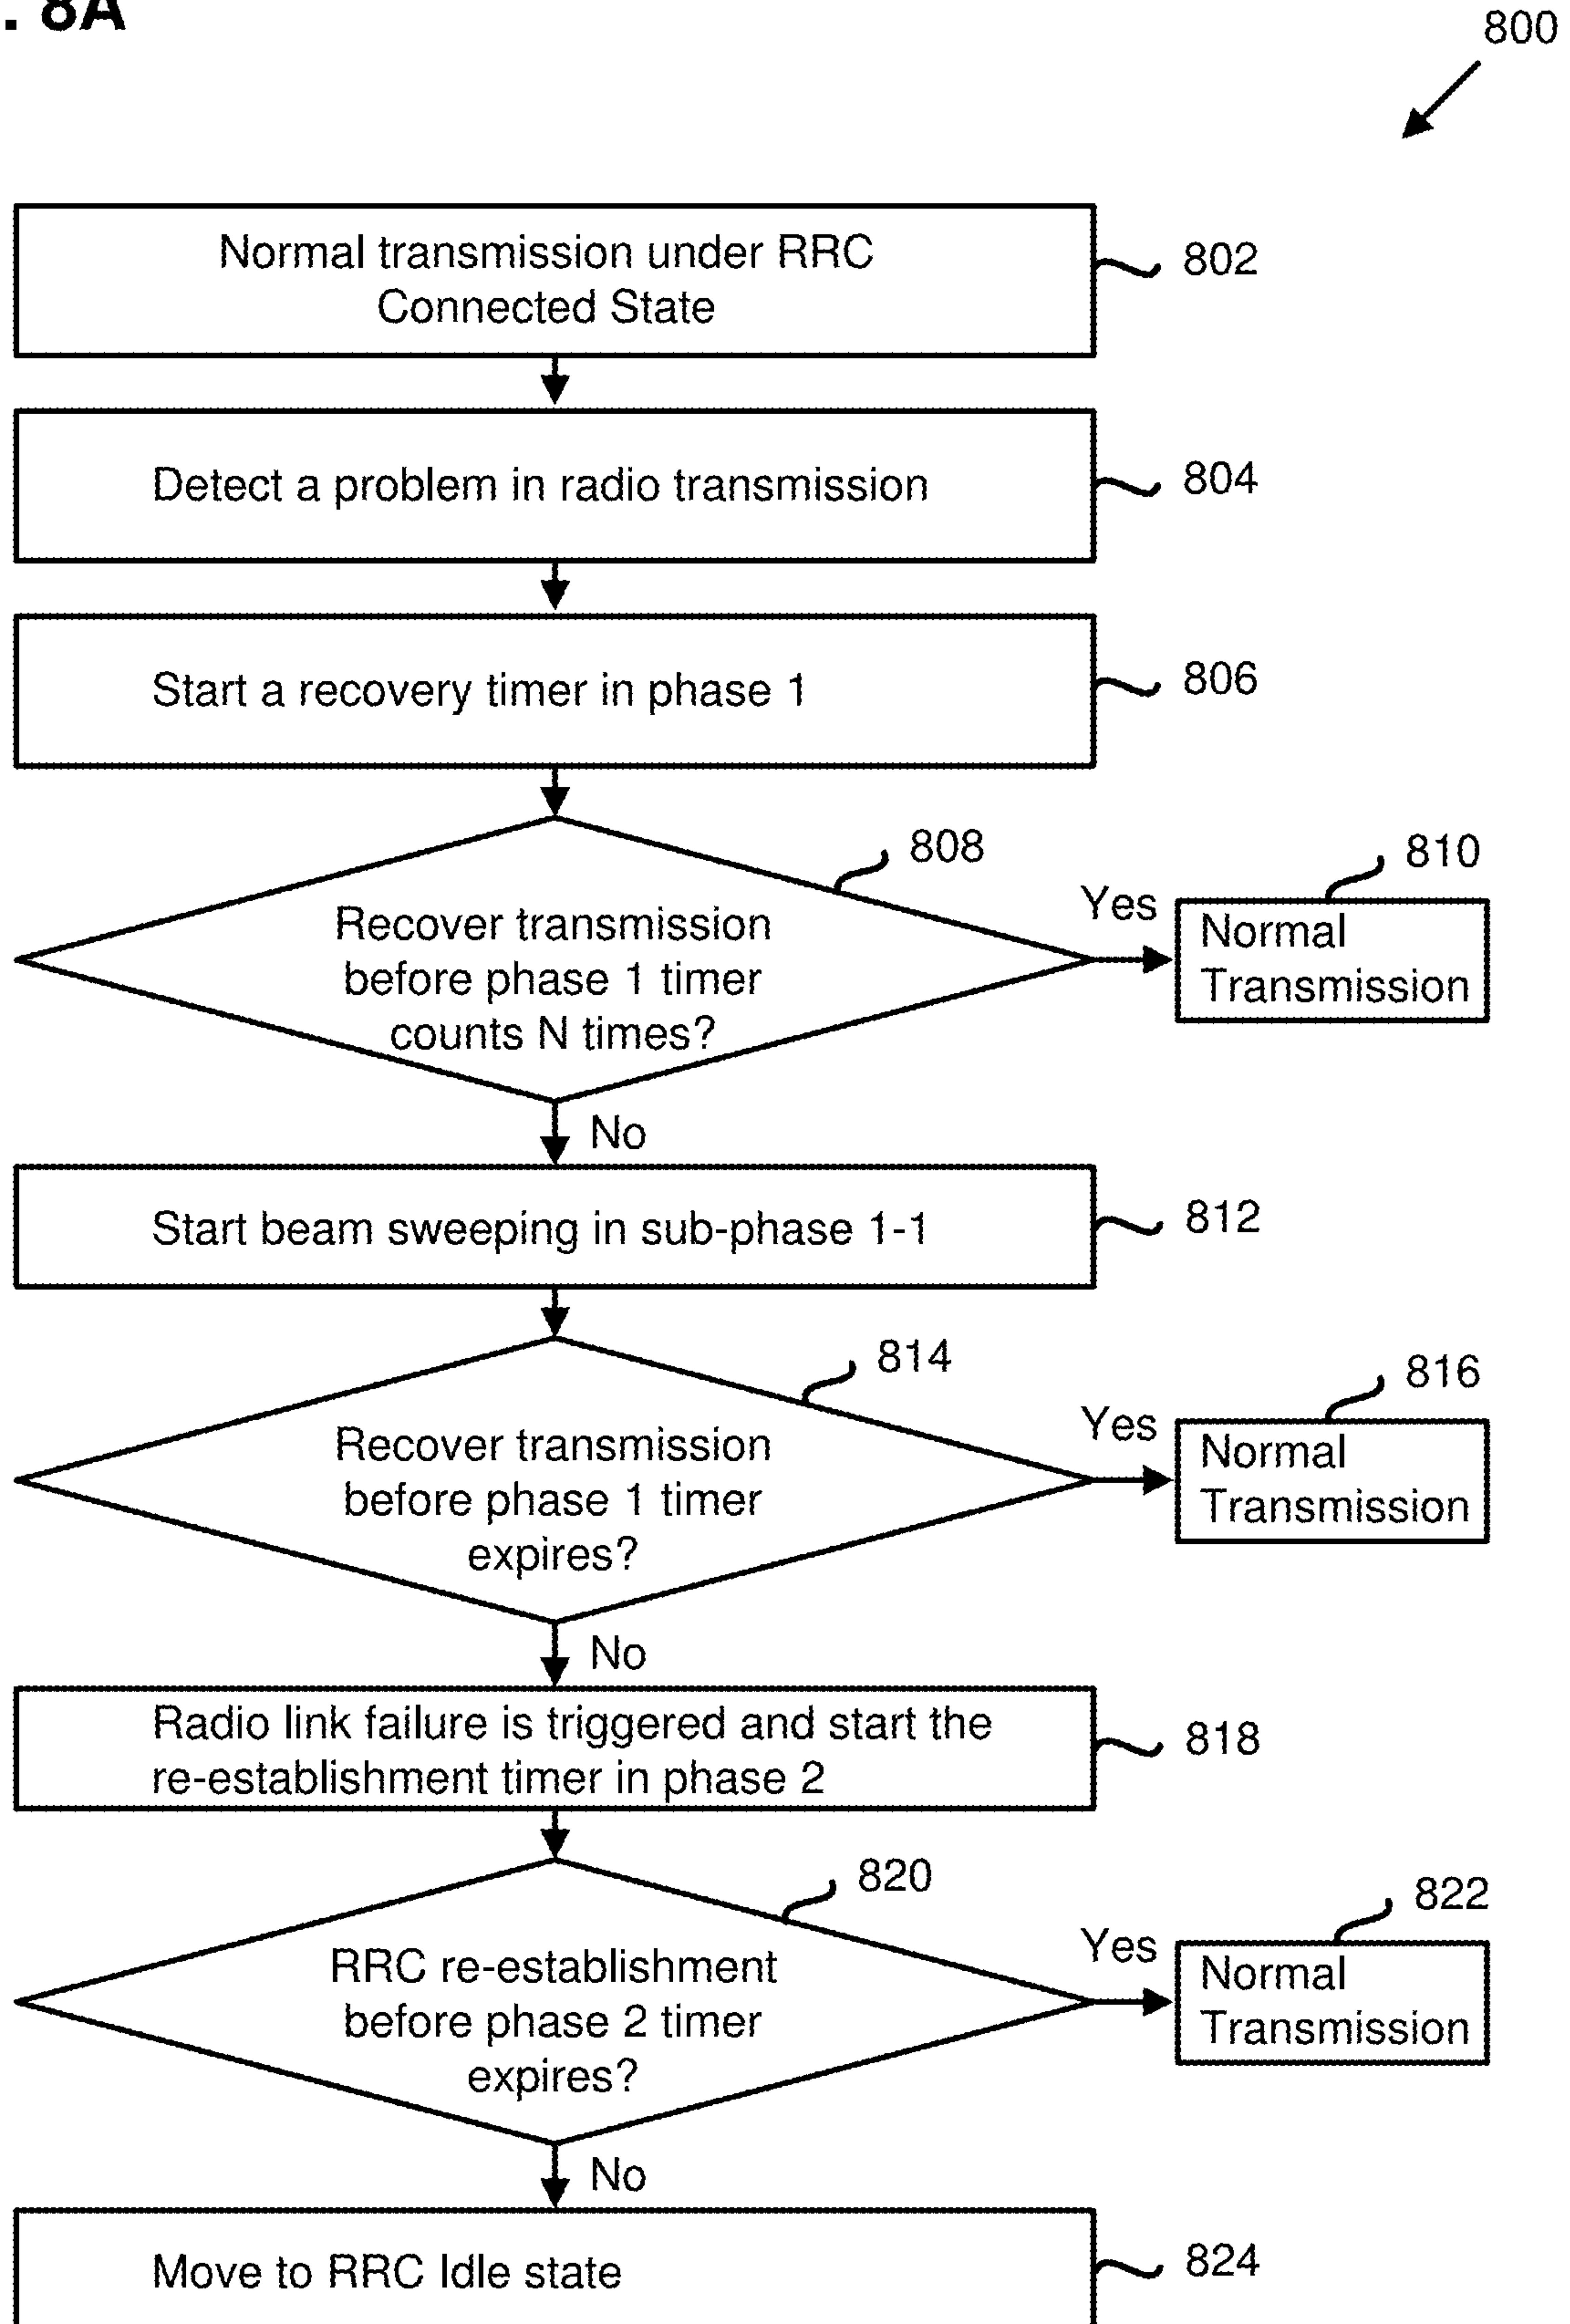 . 8A
800
Normal transmission under RRC
Connected State
802
Detect a problem in radio transmission
804
Start a recovery timer in phase 1
806
808
Recover transmission
before phase 1 timer
counts N times?
Yes
810
Normal
Transmission
No
Start beam sweeping in sub-phase 1-1
812
814
Recover transmission
before phase 1 timer
expires?
Yes
816
Normal
Transmission
No
Radio link failure is triggered and start the
re-establishment timer in phase 2
818
820
RRC re-establishment
before phase 2 timer
expires?
Yes
822
Normal
Transmission
No
Move to RRC Idle state
824